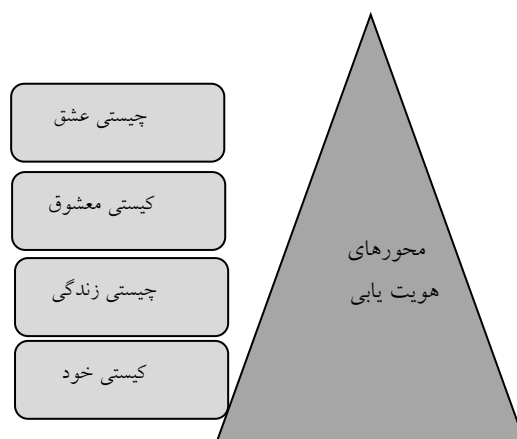 چیستی عشق
کیستی معشوق
چیستی زندگی
کیستی خود
محورهای
هویت یابی